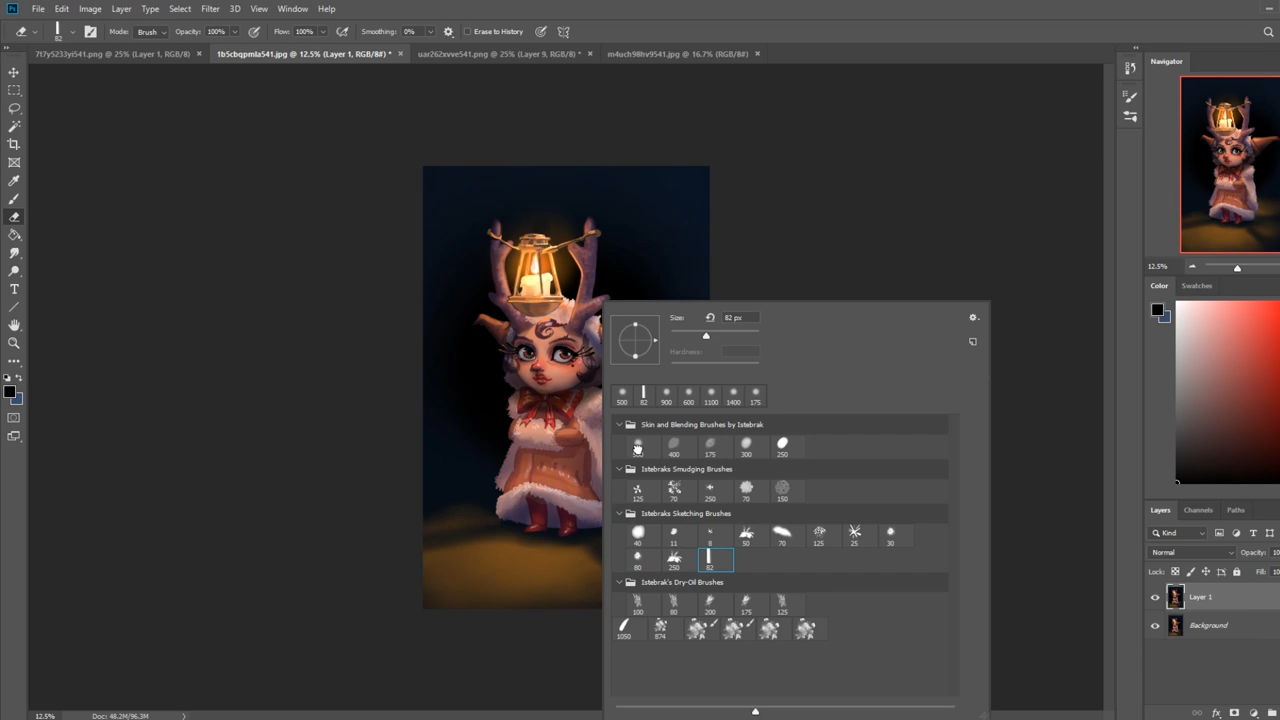 Ps File Edit Image Layer Type Select Filter 3D View Window Help
82 Mode: Brush Opacity: 100% Flow: 100% Smoothing: 0% Erase to History
7t7y5233yi541.png @ 25% (Layer 1, RGB/8) × 1b5cbqpmla541.jpg @ 12.5% (Layer 1, RGB/8#) * × uar262xvve541.png @ 25% (Layer 9, RGB/8) * × m4uch98hv9541.jpg @ 16.7% (RGB/8#) ×
Navigator
12.5%
Color Swatches
Size: 82 px
Hardness:
500 82 900 600 1100 1400 175
Skin and Blending Brushes by Istebrak
400 175 300 250
Istebraks Smudging Brushes
125 70 250 70 150
Istebraks Sketching Brushes
40 11 8 50 70 125 25 30
80 250 82
Istebrak's Dry-Oil Brushes
100 80 200 175 125
1050 874
Layers Channels Paths
Kind
Normal Opacity: 10
Lock: Fill: 10
Layer 1
Background
12.5% Doc: 48.2M/96.3M